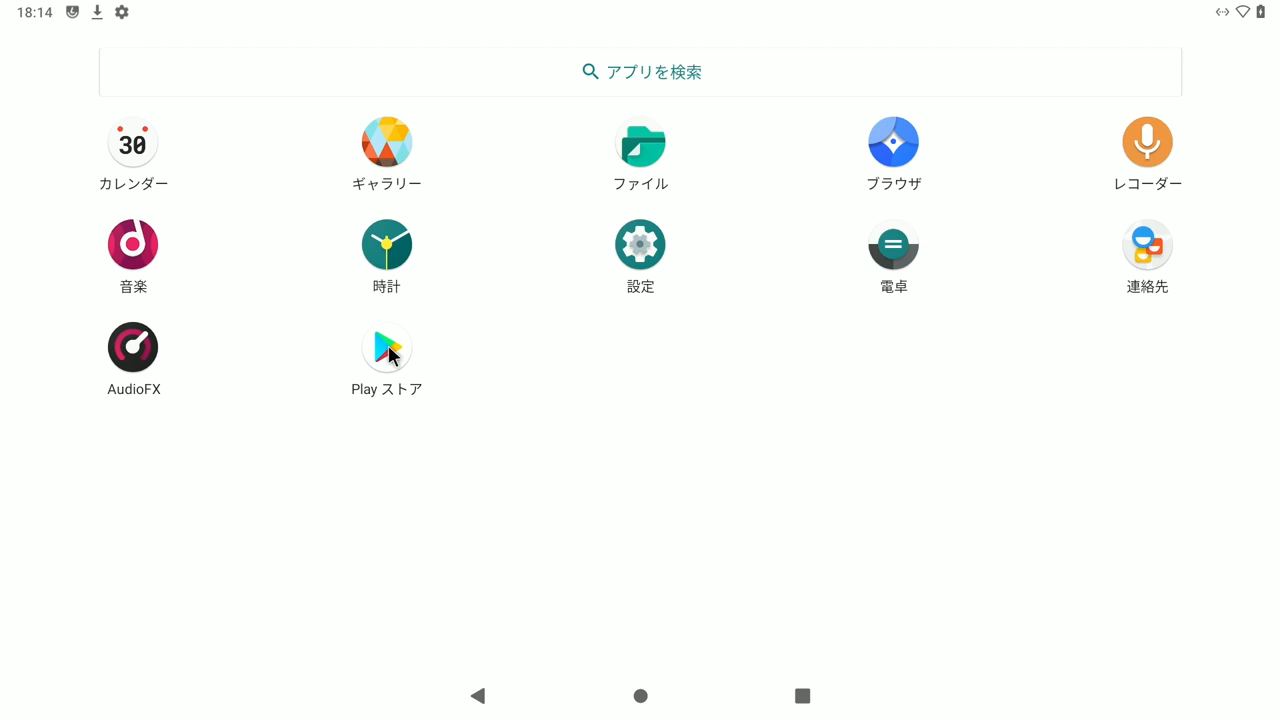 18:14
アプリを検索
30
カレンダー
ギャラリー
ファイル
ブラウザ
レコーダー
音楽
時計
設定
電卓
連絡先
AudioFX
Play ストア